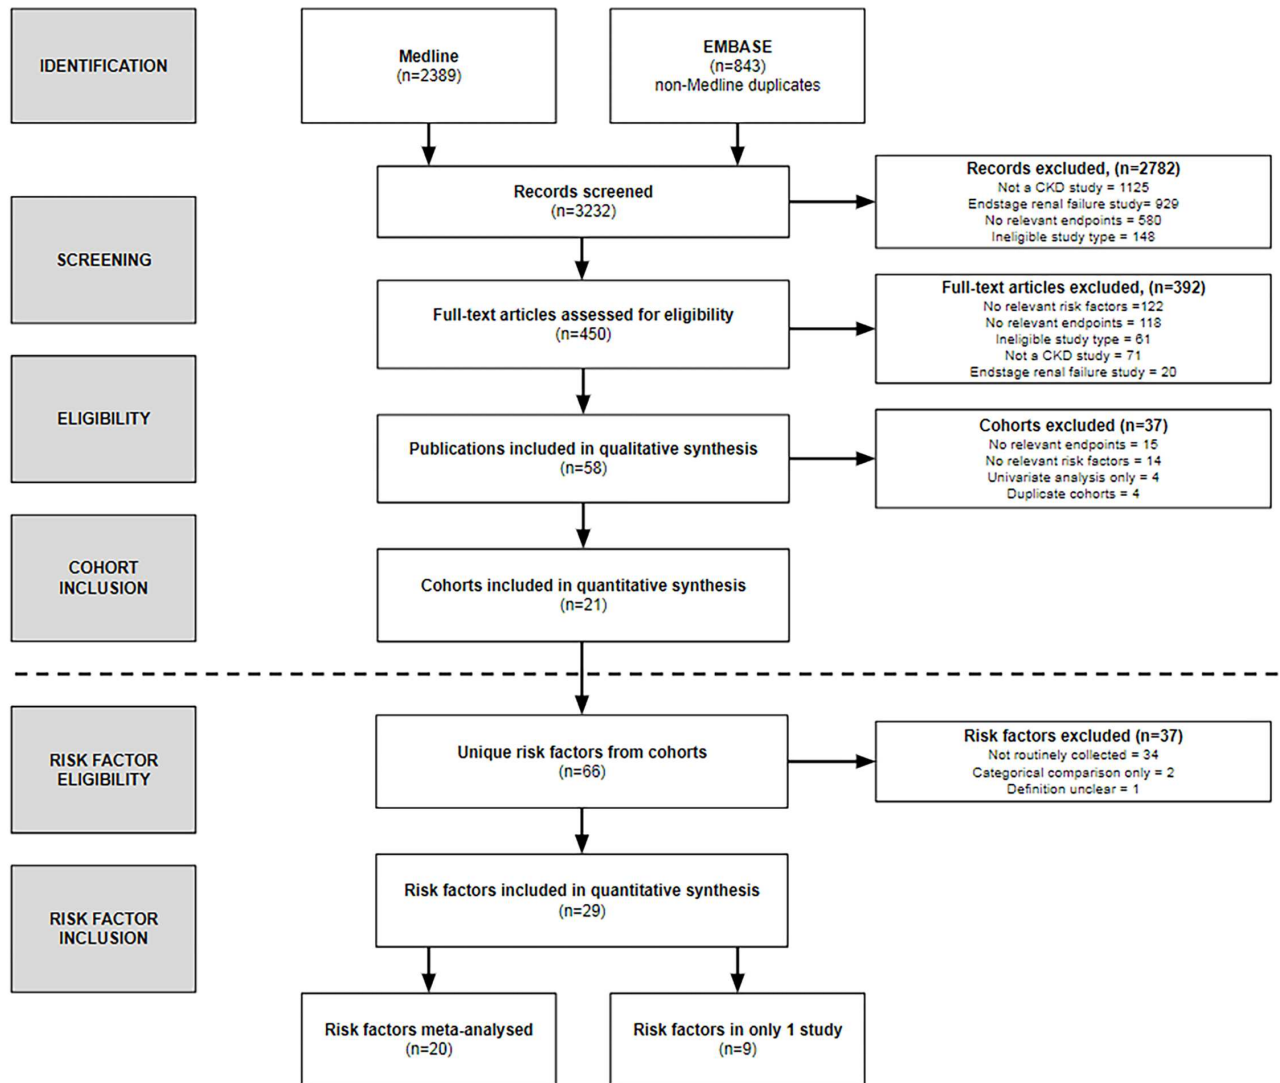 IDENTIFICATION
Medline
(n=2389)
EMBASE
(n=843)
non-Medline duplicates
Records screened
(n=3232)
Records excluded, (n=2782)
Not a CKD study = 1125
Endstage renal failure study= 929
No relevant endpoints = 580
Ineligible study type = 148
SCREENING
Full-text articles assessed for eligibility
(n=450)
Full-text articles excluded, (n=392)
No relevant risk factors =122
No relevant endpoints = 118
Ineligible study type = 61
Not a CKD study = 71
Endstage renal failure study = 20
ELIGIBILITY
Publications included in qualitative synthesis
(n=58)
Cohorts excluded (n=37)
No relevant endpoints = 15
No relevant risk factors = 14
Univariate analysis only = 4
Duplicate cohorts = 4
COHORT
INCLUSION
Cohorts included in quantitative synthesis
(n=21)
RISK FACTOR
ELIGIBILITY
Unique risk factors from cohorts
(n=66)
Risk factors excluded (n=37)
Not routinely collected = 34
Categorical comparison only = 2
Definition unclear = 1
RISK FACTOR
INCLUSION
Risk factors included in quantitative synthesis
(n=29)
Risk factors meta-analysed
(n=20)
Risk factors in only 1 study
(n=9)